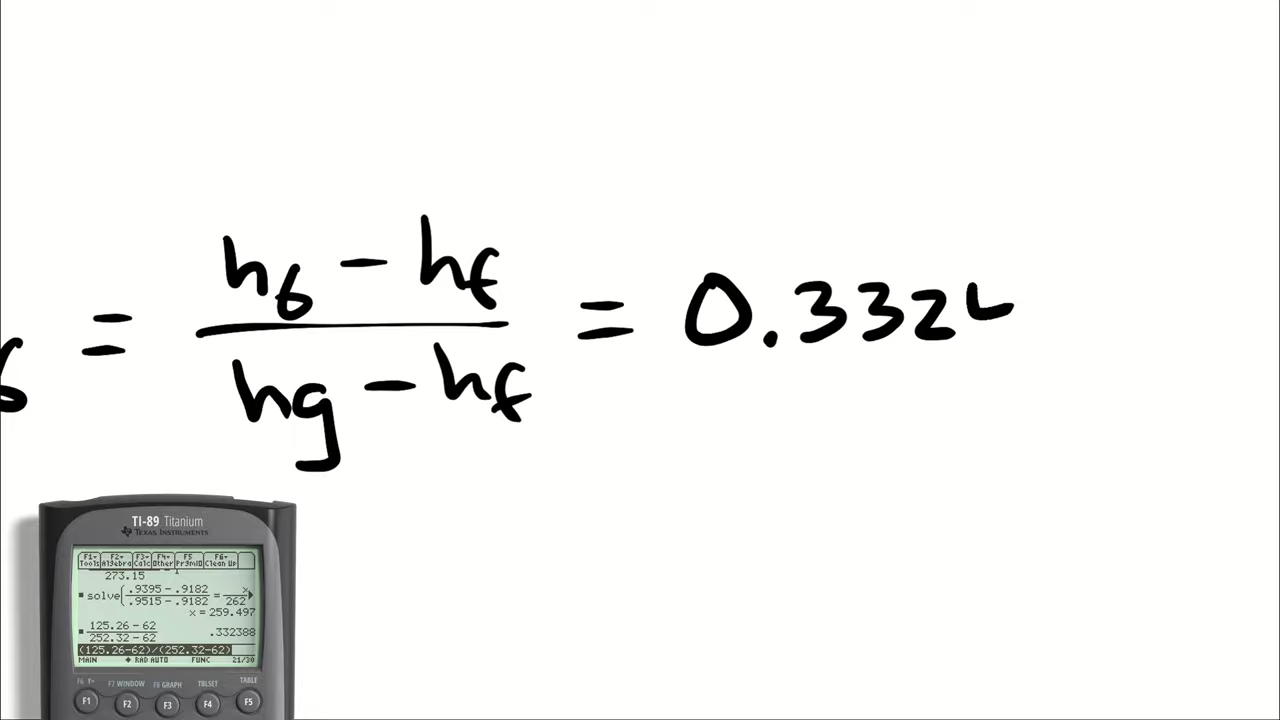 6 = h6 - hf / hg - hf = 0.332
TI-89 Titanium
TEXAS INSTRUMENTS
F1▾ F2▾ F3▾ F4▾ F5 F6▾
Tools Algebra Calc Other PrgmIO Clean Up
273.15
▪ solve(.9395 - .9182 / .9515 - .9182 = x / 262
x = 259.497
▪ 125.26 - 62 / 252.32 - 62 .332388
(125.26-62)/(252.32-62)
MAIN RAD AUTO FUNC 21/30
F6 Y= F7 WINDOW F8 GRAPH TBLSET TABLE
F1 F2 F3 F4 F5